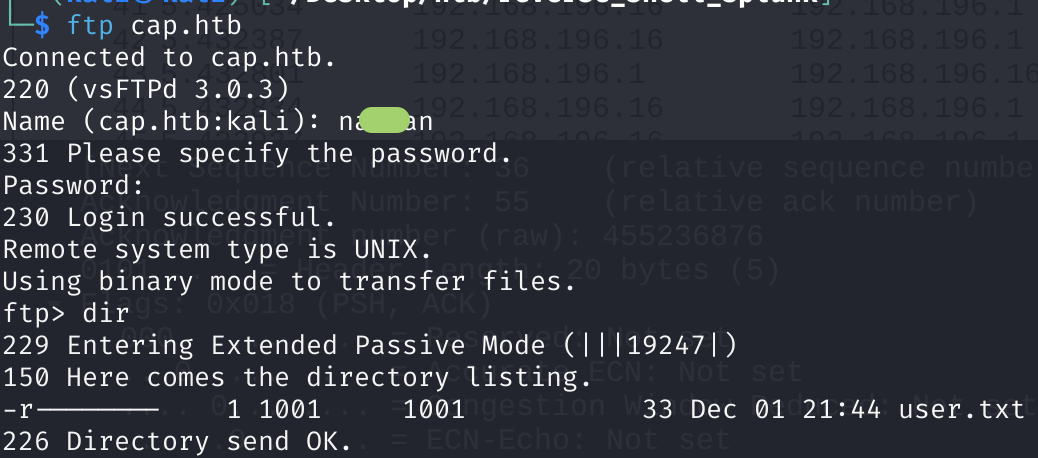 $ ftp cap.htb
Connected to cap.htb.
220 (vsFTPd 3.0.3)
Name (cap.htb:kali): na an
331 Please specify the password.
Password:
230 Login successful.
Remote system type is UNIX.
Using binary mode to transfer files.
ftp> dir
229 Entering Extended Passive Mode (|||19247|)
150 Here comes the directory listing.
-r-------- 1 1001 1001 33 Dec 01 21:44 user.txt
226 Directory send OK.